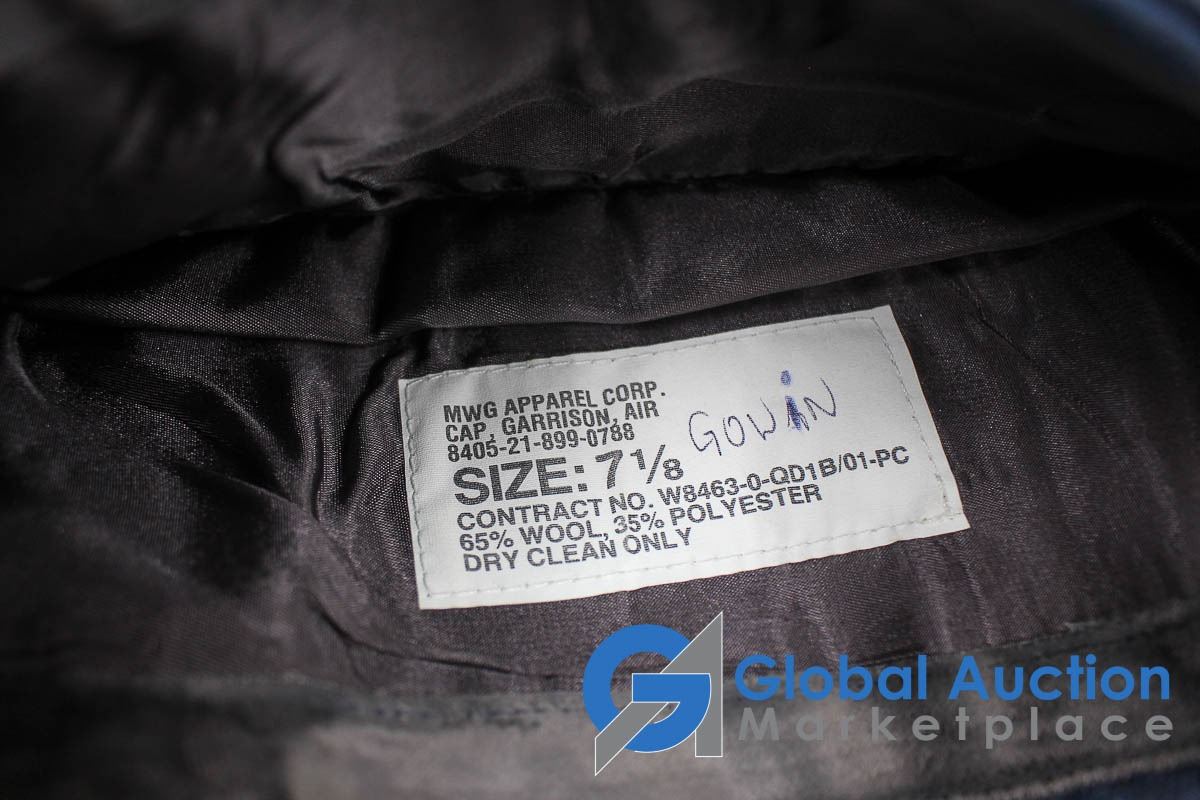 MWG APPAREL CORP.
CAP, GARRISON, AIR
8405-21-899-0788
SIZE: 7 1/8
GOWIN
CONTRACT NO. W8463-0-QD1B/01-PC
65% WOOL, 35% POLYESTER
DRY CLEAN ONLY
Global Auction
Marketplace